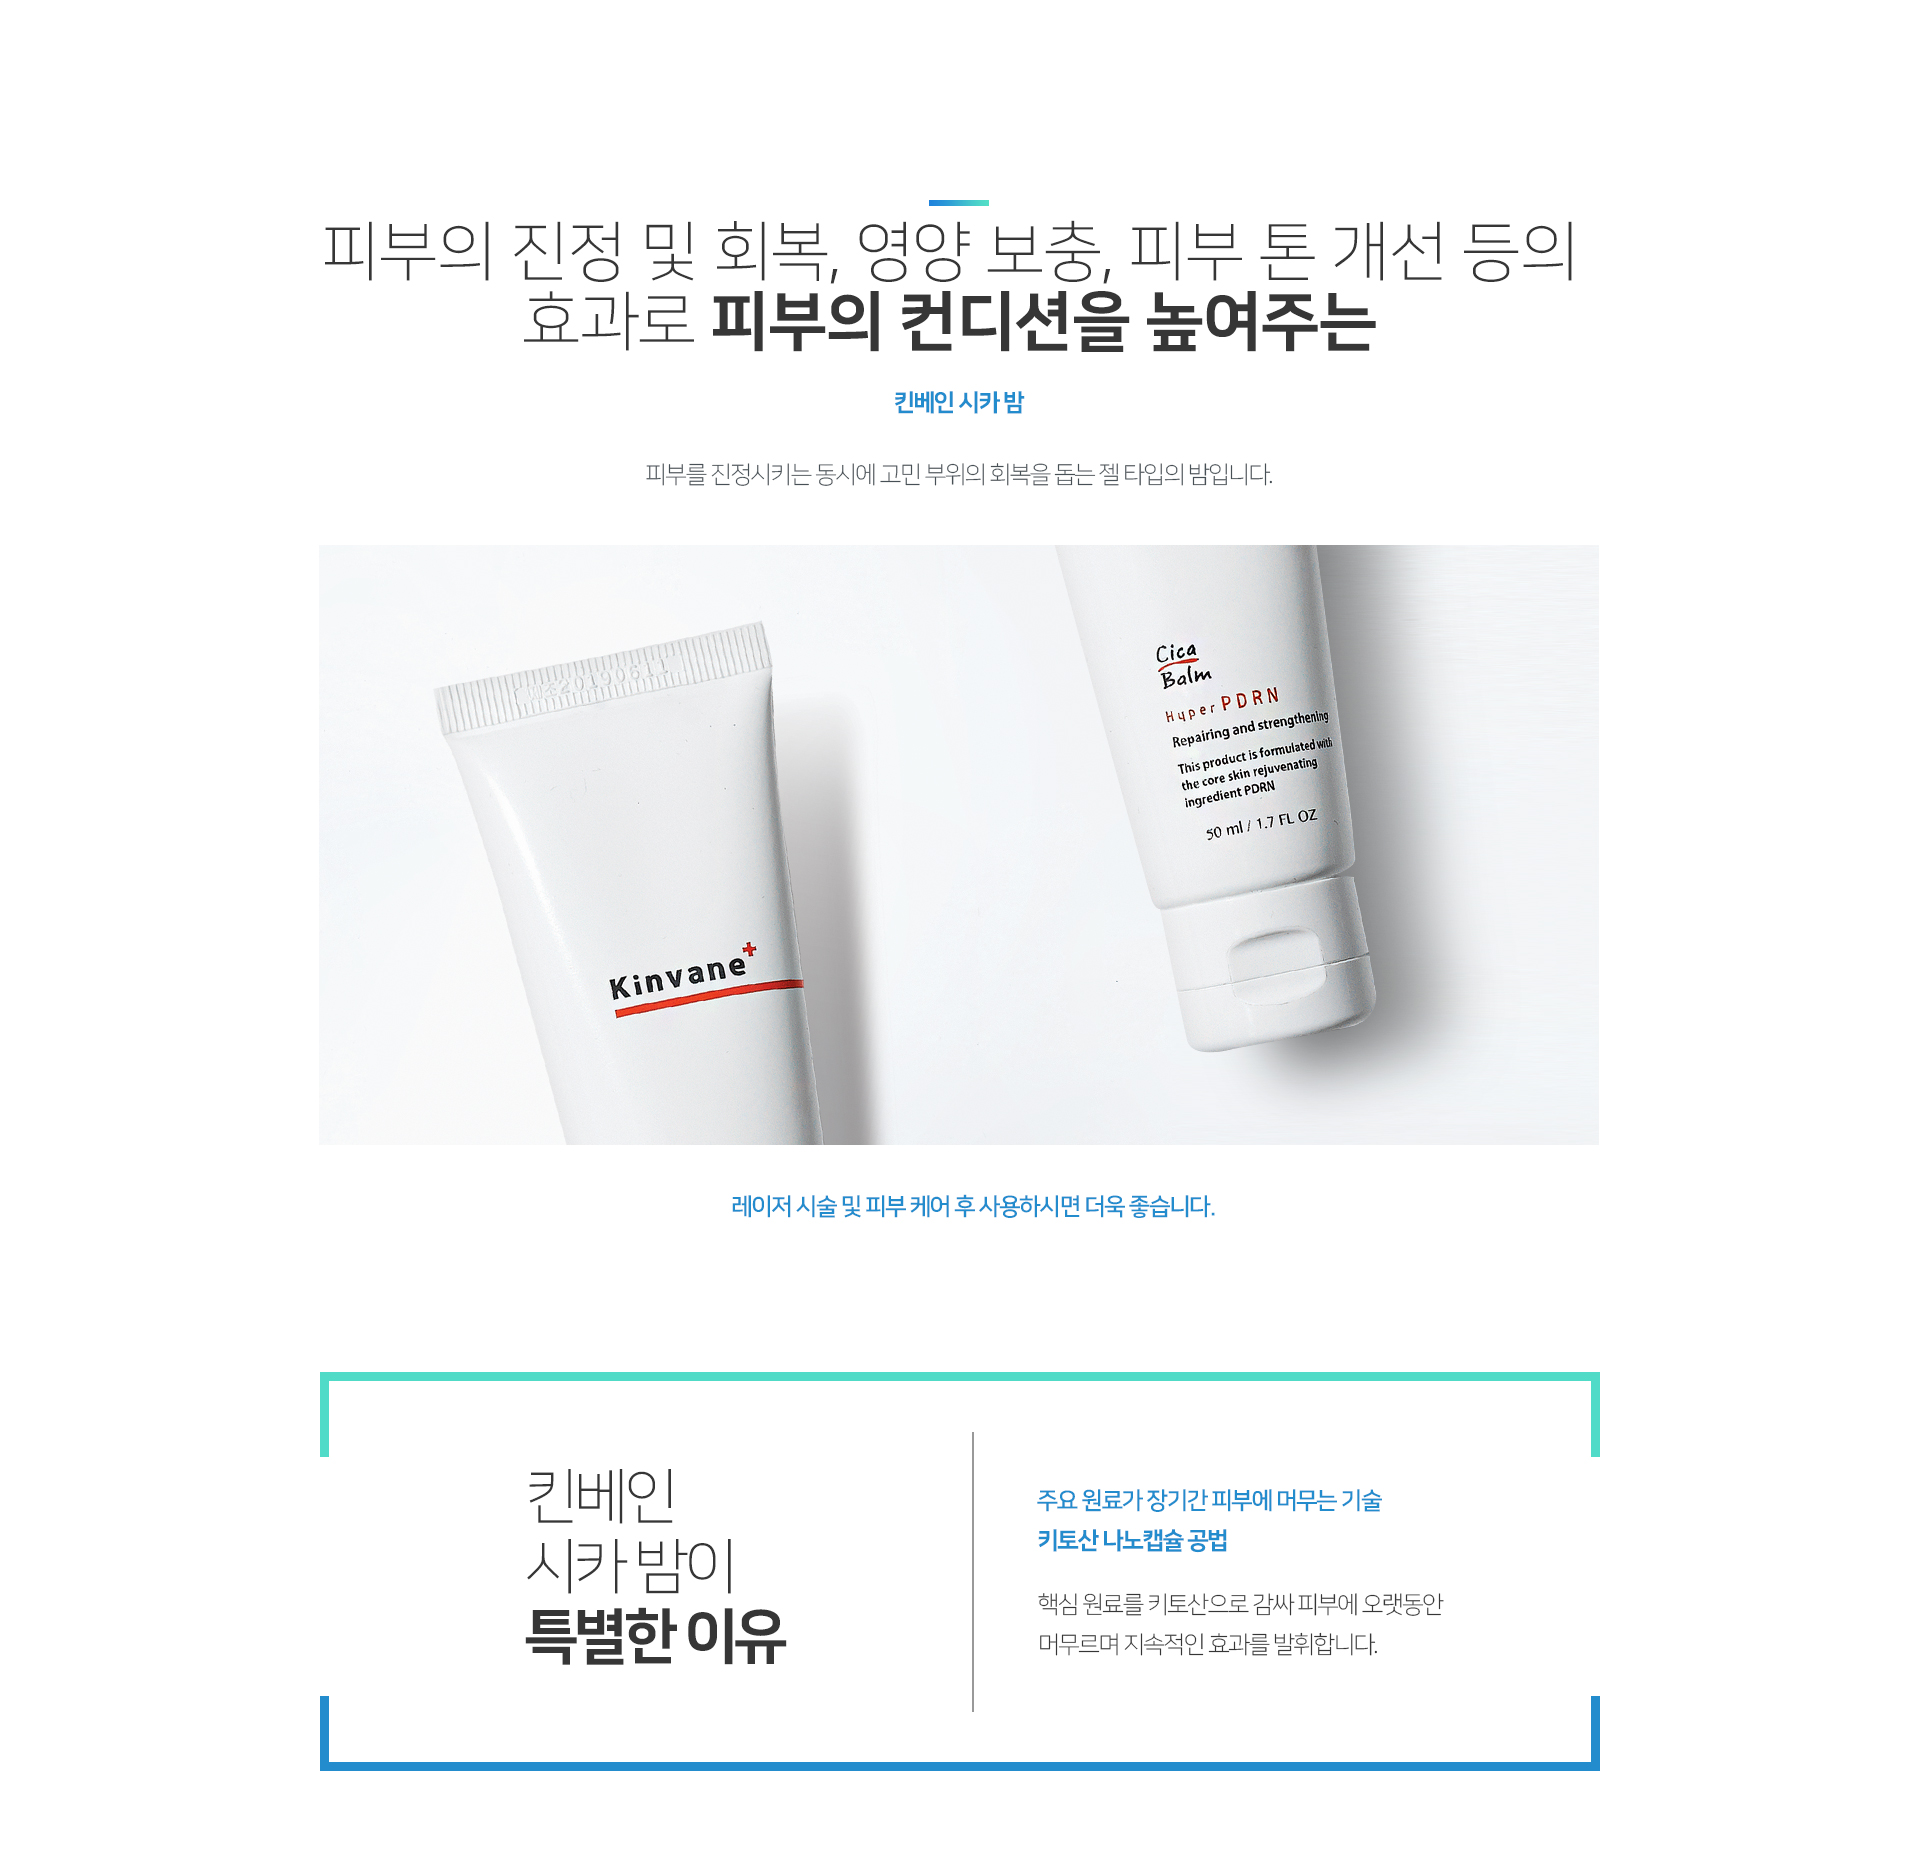 피부의 진정 및 회복, 영양 보충, 피부 톤 개선 등의
효과로 피부의 컨디션을 높여주는
킨베인 시카 밤
피부를 진정시키는 동시에 고민 부위의 회복을 돕는 젤 타입의 밤입니다.
제조20190611
Kinvane+
Cica
Balm
Hyper PDRN
Repairing and strengthening
This product is formulated with
the core skin rejuvenating
ingredient PDRN
50 ml / 1.7 FL OZ
레이저 시술 및 피부 케어 후 사용하시면 더욱 좋습니다.
킨베인
시카 밤이
특별한 이유
주요 원료가 장기간 피부에 머무는 기술
키토산 나노캡슐 공법
핵심 원료를 키토산으로 감싸 피부에 오랫동안
머무르며 지속적인 효과를 발휘합니다.